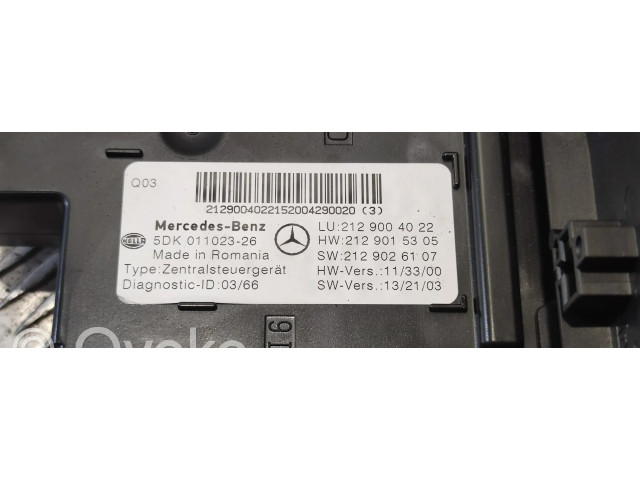 Q03
2129004022152004290020 (3)
Mercedes-Benz
HELLA 5DK 011023-26
Made in Romania
Type:Zentralsteuergerät
Diagnostic-ID:03/66
LU:212 900 40 22
HW:212 901 53 05
SW:212 902 61 07
HW-Vers.:11/33/00
SW-Vers.:13/21/03